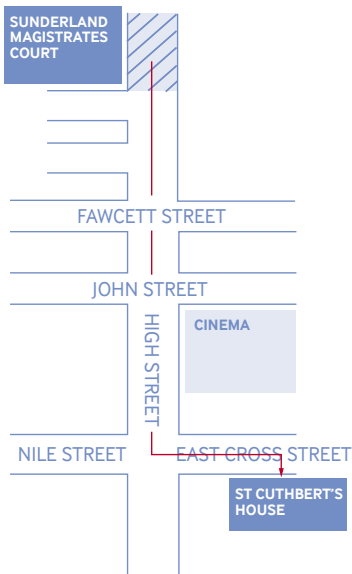 SUNDERLAND
MAGISTRATES
COURT
FAWCETT STREET
JOHN STREET
CINEMA
HIGH STREET
NILE STREET
EAST CROSS STREET
ST CUTHBERT'S
HOUSE